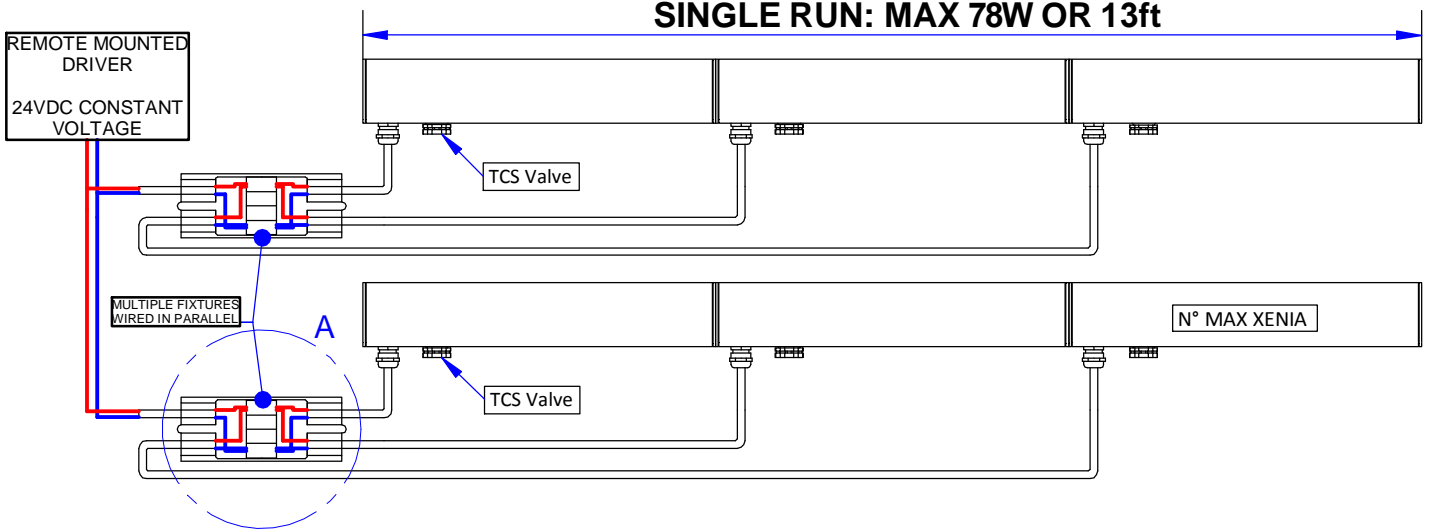 SINGLE RUN: MAX 78W OR 13ft
REMOTE MOUNTED
DRIVER
24VDC CONSTANT
VOLTAGE
TCS Valve
MULTIPLE FIXTURES
WIRED IN PARALLEL
A
N° MAX XENIA
TCS Valve